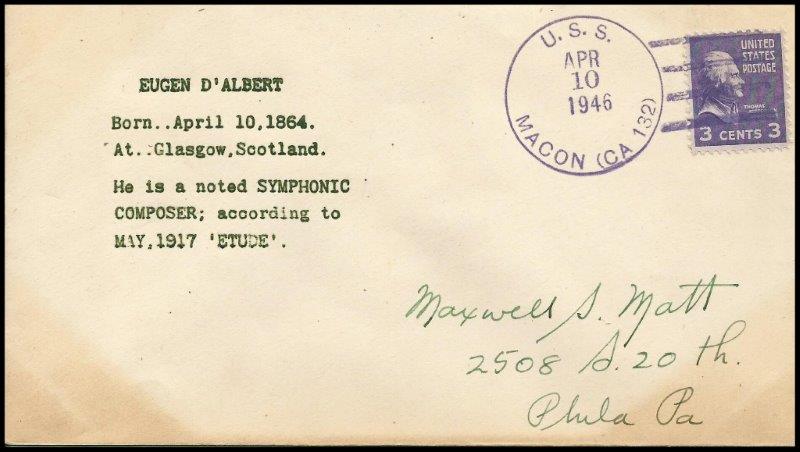 EUGEN D'ALBERT
Born..April 10,1864.
At..Glasgow,Scotland.
He is a noted SYMPHONIC
COMPOSER; according to
MAY,1917 'ETUDE'.
U. S. S.
APR
10
1946
MACON (CA 132)
UNITED
STATES
POSTAGE
THOMAS
3 CENTS 3
Maxwell S. Matt
2508 S. 20 th.
Phila Pa